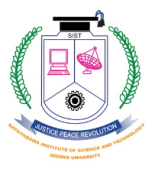 SIST
JUSTICE PEACE REVOLUTION
SATHYABAMA INSTITUTE OF SCIENCE AND TECHNOLOGY
DEEMED UNIVERSITY